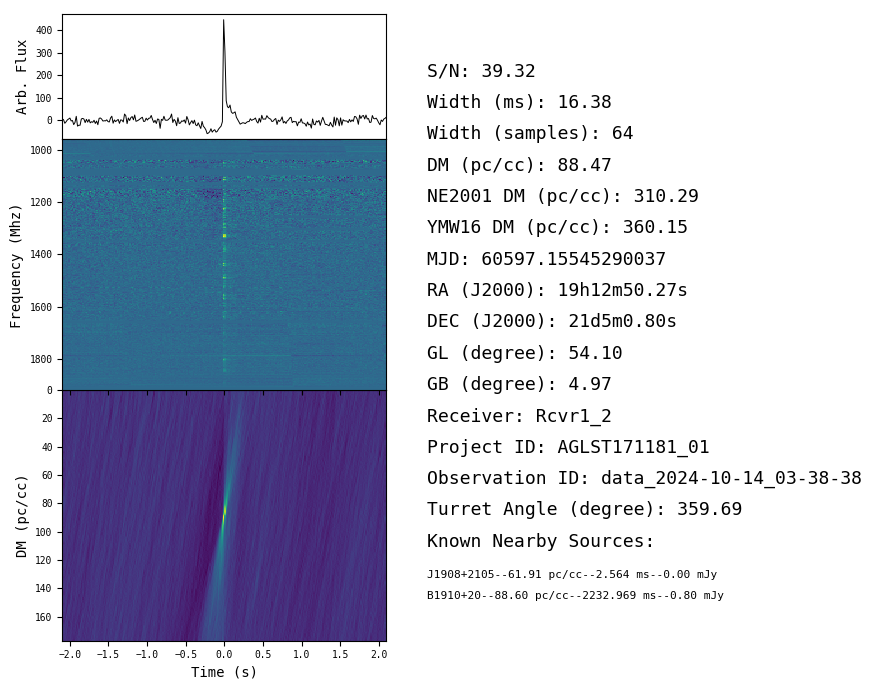 400
300
200
100
0
Arb. Flux
1000
1200
1400
1600
1800
Frequency (Mhz)
0
20
40
60
80
100
120
140
160
DM (pc/cc)
−2.0 −1.5 −1.0 −0.5 0.0 0.5 1.0 1.5 2.0
Time (s)
S/N: 39.32
Width (ms): 16.38
Width (samples): 64
DM (pc/cc): 88.47
NE2001 DM (pc/cc): 310.29
YMW16 DM (pc/cc): 360.15
MJD: 60597.15545290037
RA (J2000): 19h12m50.27s
DEC (J2000): 21d5m0.80s
GL (degree): 54.10
GB (degree): 4.97
Receiver: Rcvr1_2
Project ID: AGLST171181_01
Observation ID: data_2024-10-14_03-38-38
Turret Angle (degree): 359.69
Known Nearby Sources:
J1908+2105--61.91 pc/cc--2.564 ms--0.00 mJy
B1910+20--88.60 pc/cc--2232.969 ms--0.80 mJy